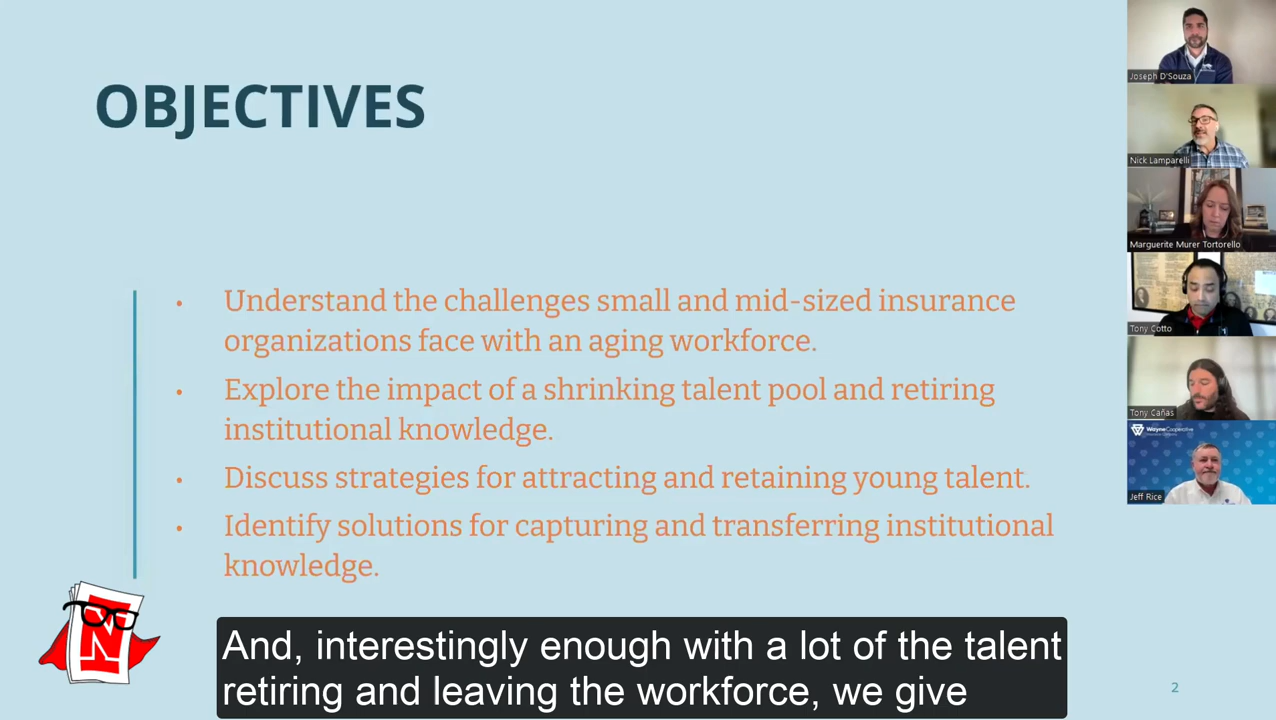 OBJECTIVES
• Understand the challenges small and mid-sized insurance
organizations face with an aging workforce.
• Explore the impact of a shrinking talent pool and retiring
institutional knowledge.
• Discuss strategies for attracting and retaining young talent.
• Identify solutions for capturing and transferring institutional
knowledge.
N
And, interestingly enough with a lot of the talent
retiring and leaving the workforce, we give
2
Joseph D'Souza
Nick Lamparelli
Marguerite Murer Tortorello
Tony Cotto
Tony Cañas
WayneCooperative
Jeff Rice